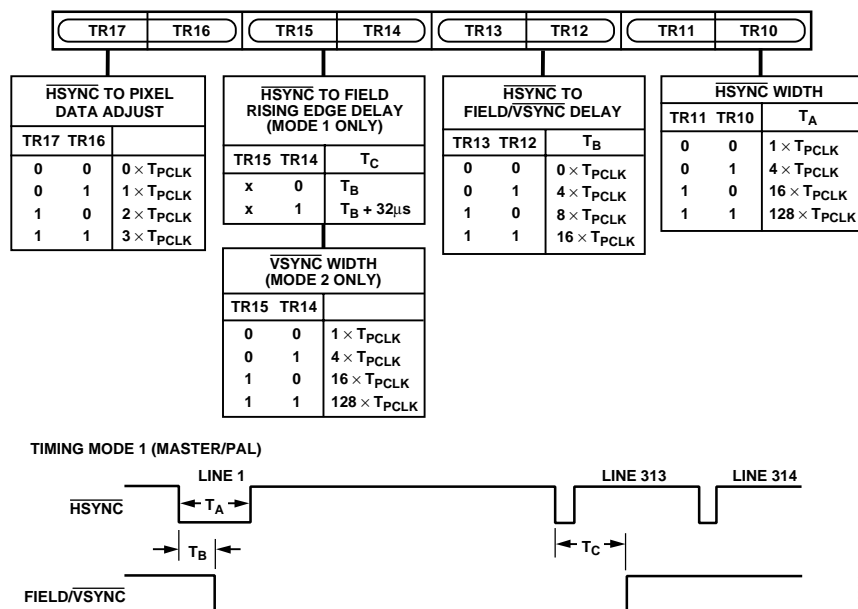 TR17 TR16 TR15 TR14 TR13 TR12 TR11 TR10
HSYNC TO PIXEL
DATA ADJUST
TR17 TR16
0 0 0 × TPCLK
0 1 1 × TPCLK
1 0 2 × TPCLK
1 1 3 × TPCLK
HSYNC TO FIELD
RISING EDGE DELAY
(MODE 1 ONLY)
TR15 TR14 TC
x 0 TB
x 1 TB + 32μs
VSYNC WIDTH
(MODE 2 ONLY)
TR15 TR14
0 0 1 × TPCLK
0 1 4 × TPCLK
1 0 16 × TPCLK
1 1 128 × TPCLK
HSYNC TO
FIELD/VSYNC DELAY
TR13 TR12 TB
0 0 0 × TPCLK
0 1 4 × TPCLK
1 0 8 × TPCLK
1 1 16 × TPCLK
HSYNC WIDTH
TR11 TR10 TA
0 0 1 × TPCLK
0 1 4 × TPCLK
1 0 16 × TPCLK
1 1 128 × TPCLK
TIMING MODE 1 (MASTER/PAL)
LINE 1 LINE 313 LINE 314
HSYNC TA
TB TC
FIELD/VSYNC